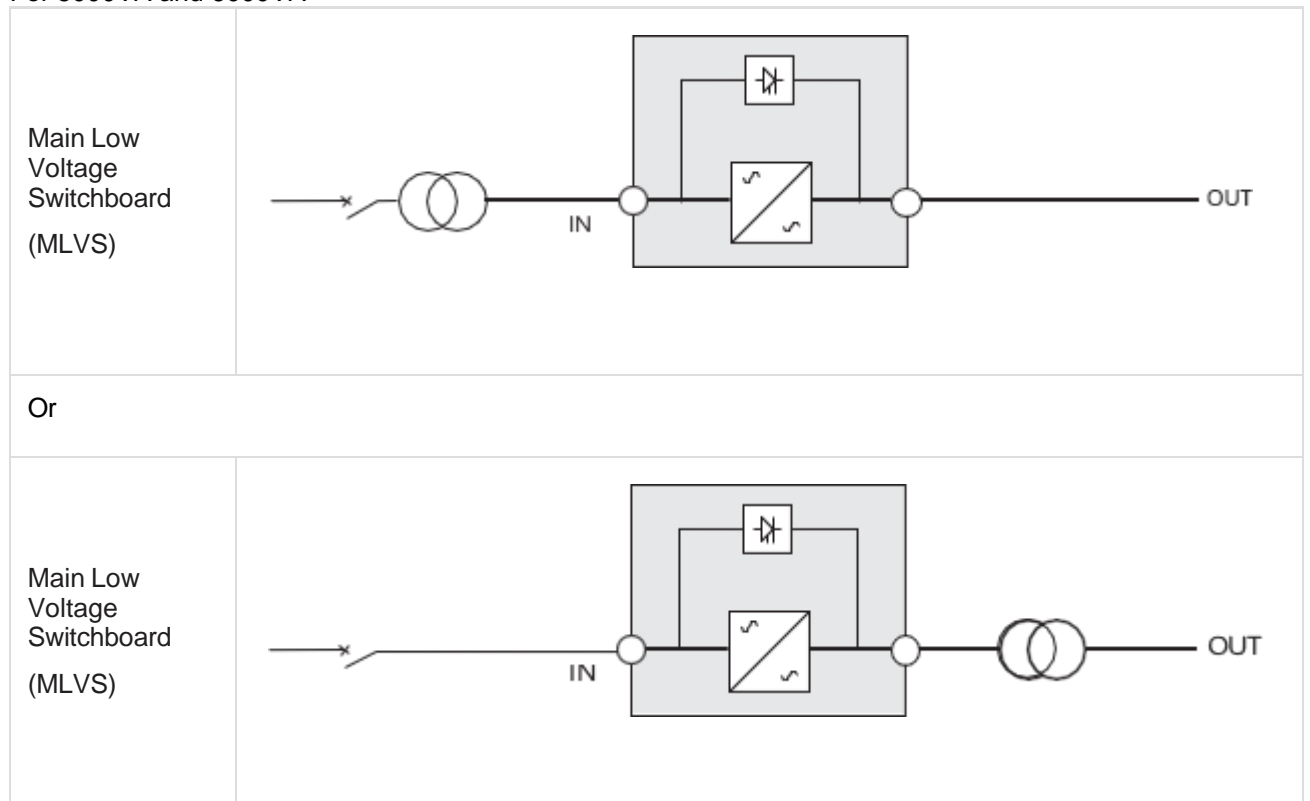 Main Low
Voltage
Switchboard
(MLVS)
IN
OUT
Or
Main Low
Voltage
Switchboard
(MLVS)
IN
OUT